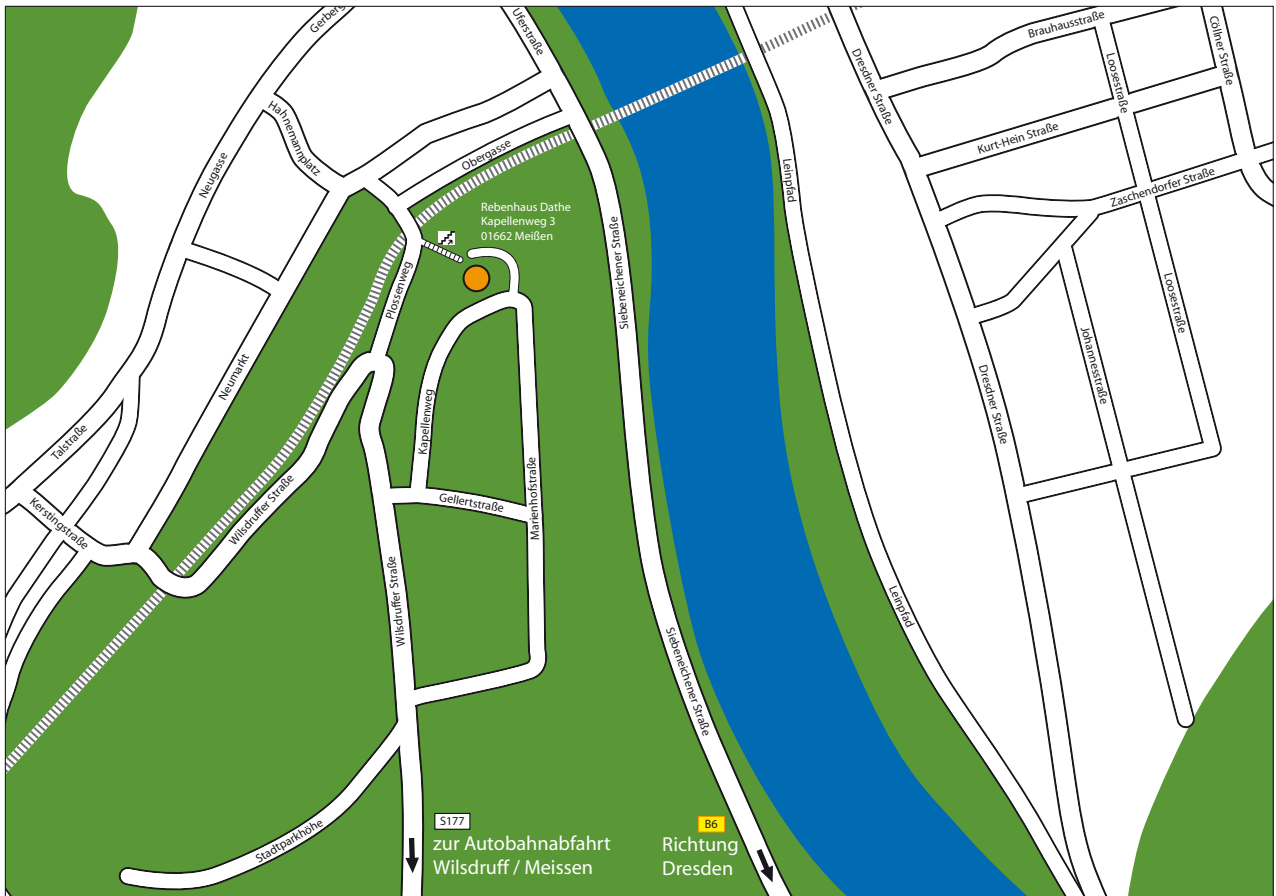 Gerberg
Uferstraße
Brauhausstraße
Cöllner Straße
Dresdner Straße
Loosestraße
Hahnemannplatz
Kurt-Hein Straße
Neugasse
Obergasse
Leinpfad
Zaschendorfer Straße
Rebenhaus Dathe
Kapellenweg 3
01662 Meißen
Siebeneichener Straße
Plossenweg
Loosestraße
Neumarkt
Johannesstraße
Dresdner Straße
Kapellenweg
Talstraße
Marienhofstraße
Gellertstraße
Wilsdruffer Straße
Kerstingstraße
Wilsdruffer Straße
Leinpfad
Siebeneichener Straße
Stadtparkhöhe
S177
zur Autobahnabfahrt
Wilsdruff / Meissen
B6
Richtung
Dresden